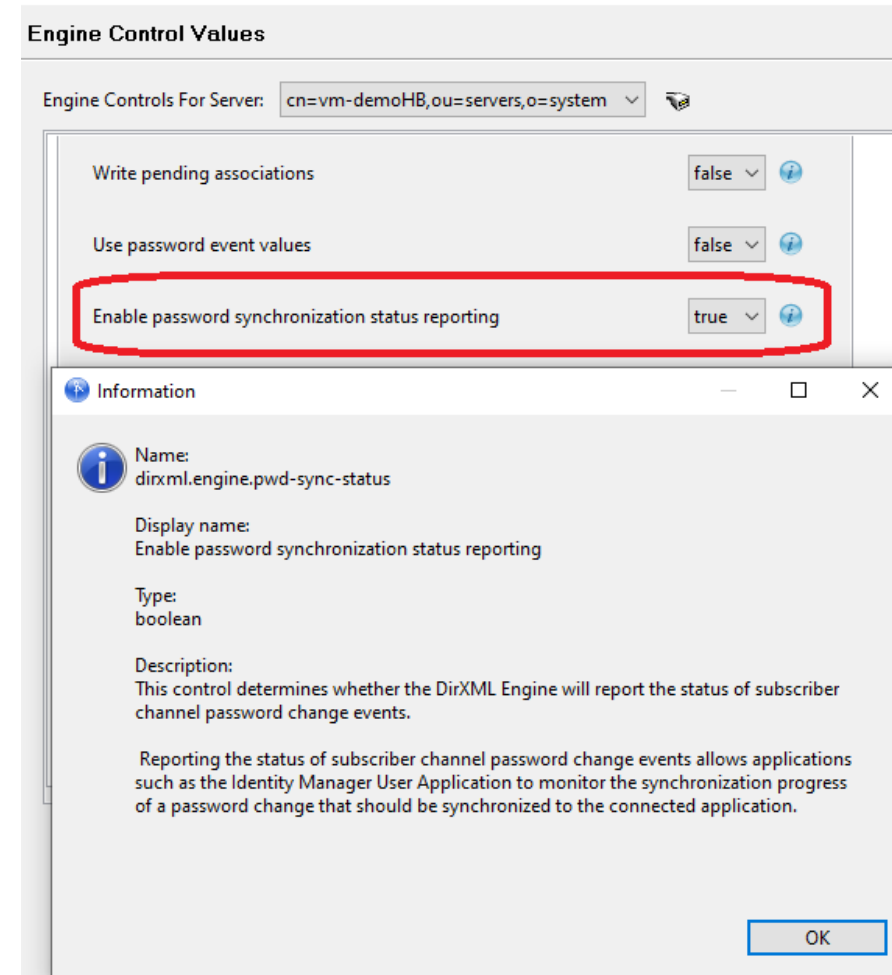 Engine Control Values
Engine Controls For Server: cn=vm-demoHB,ou=servers,o=system
Write pending associations false
Use password event values false
Enable password synchronization status reporting true
Information
Name:
dirxml.engine.pwd-sync-status
Display name:
Enable password synchronization status reporting
Type:
boolean
Description:
This control determines whether the DirXML Engine will report the status of subscriber
channel password change events.
Reporting the status of subscriber channel password change events allows applications
such as the Identity Manager User Application to monitor the synchronization progress
of a password change that should be synchronized to the connected application.
OK